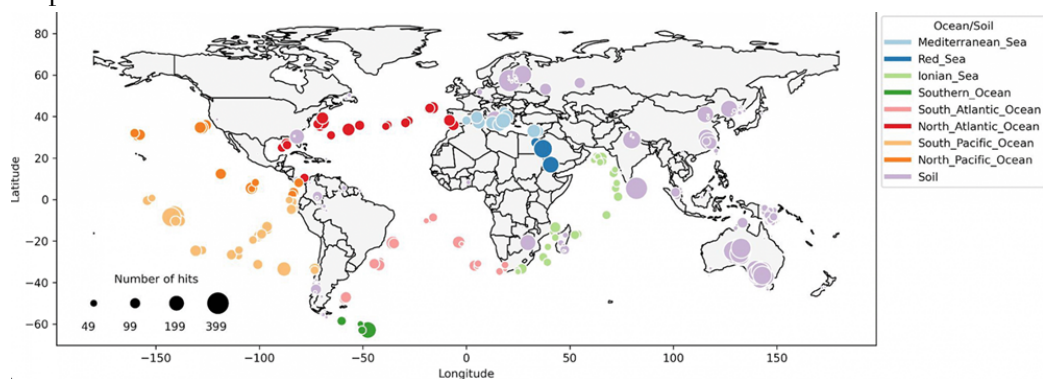 80
60
40
20
0
−20
−40
−60
Latitude
−150
−100
−50
0
50
100
150
Longitude
Number of hits
49 99 199 399
Ocean/Soil
Mediterranean_Sea
Red_Sea
Ionian_Sea
Southern_Ocean
South_Atlantic_Ocean
North_Atlantic_Ocean
South_Pacific_Ocean
North_Pacific_Ocean
Soil